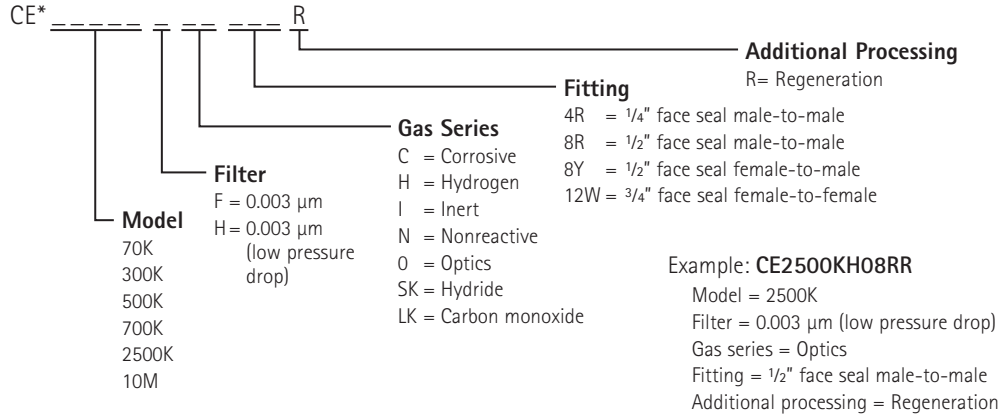 CE* _ _ _ _ _ _ _ _ _ _ _ R
Additional Processing
R= Regeneration
Fitting
4R = 1/4" face seal male-to-male
8R = 1/2" face seal male-to-male
8Y = 1/2" face seal female-to-male
12W = 3/4" face seal female-to-female
Gas Series
C = Corrosive
H = Hydrogen
I = Inert
N = Nonreactive
0 = Optics
SK = Hydride
LK = Carbon monoxide
Filter
F = 0.003 µm
H = 0.003 µm
(low pressure
drop)
Model
70K
300K
500K
700K
2500K
10M
Example: CE2500KH08RR
Model = 2500K
Filter = 0.003 µm (low pressure drop)
Gas series = Optics
Fitting = 1/2" face seal male-to-male
Additional processing = Regeneration